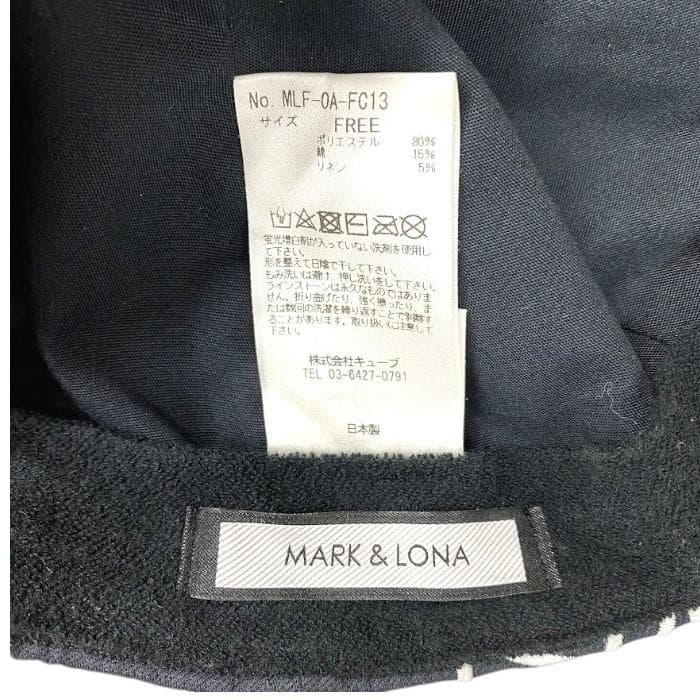 No. MLF-OA-FC13
サイズ FREE
ポリエステル 80%
綿 15%
リネン 5%
蛍光増白剤が入っていない洗剤を使用し
て下さい。
形を整えて日陰で干して下さい。
もみ洗いは避け、押し洗いをして下さい。
ラインストーンは永久なものではありま
せん。折り曲げたり、強く擦ったり、ま
たは数回の洗濯を繰り返すことで剥離す
ることがあります。取り扱いにご注意し
て下さい。
株式会社キューブ
TEL 03-6427-0791
日本製
MARK & LONA